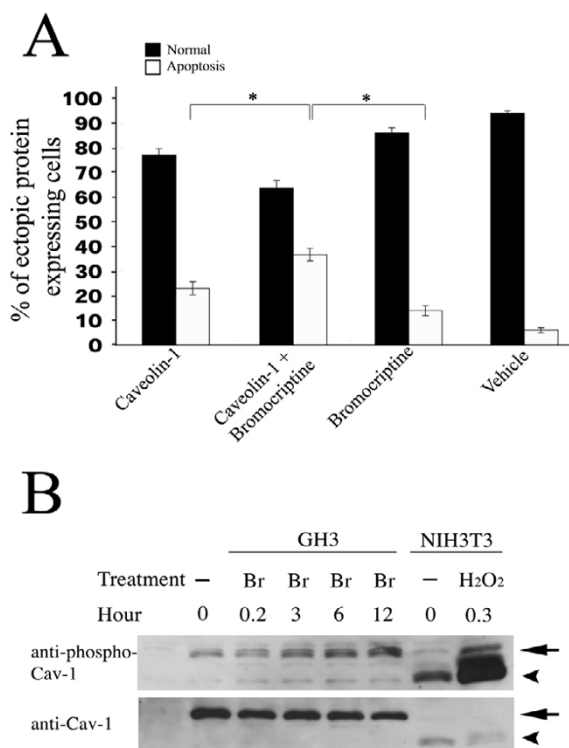 A
Normal
Apoptosis
* *
% of ectopic protein
expressing cells
100
90
80
70
60
50
40
30
20
10
0
Caveolin-1
Caveolin-1 +
Bromocriptine
Bromocriptine
Vehicle
B
GH3 NIH3T3
Treatment – Br Br Br Br – H₂O₂
Hour 0 0.2 3 6 12 0 0.3
anti-phospho-
Cav-1
anti-Cav-1